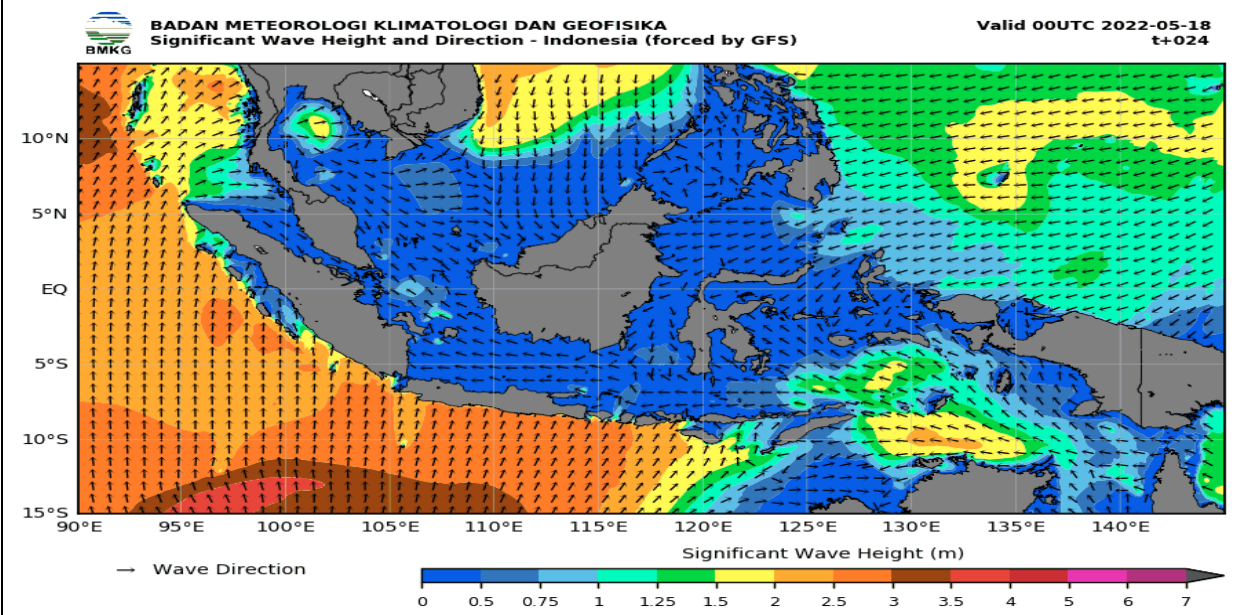 BADAN METEOROLOGI KLIMATOLOGI DAN GEOFISIKA
Significant Wave Height and Direction - Indonesia (forced by GFS)
Valid 00UTC 2022-05-18
t+024
BMKG
10°N
5°N
EQ
5°S
10°S
15°S
90°E 95°E 100°E 105°E 110°E 115°E 120°E 125°E 130°E 135°E 140°E
Significant Wave Height (m)
→ Wave Direction
0 0.5 0.75 1 1.25 1.5 2 2.5 3 3.5 4 5 6 7